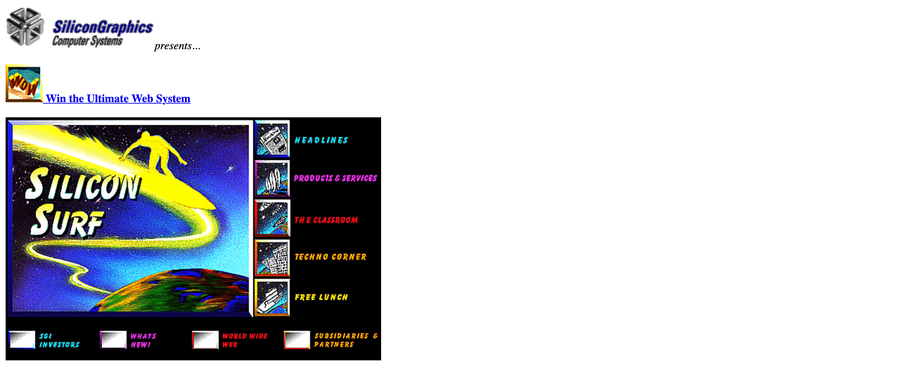 SiliconGraphics
Computer Systems
presents...
WOW
Win the Ultimate Web System
SILICON
SURF
HEADLINES
PRODUCTS & SERVICES
THE CLASSROOM
TECHNO CORNER
FREE LUNCH
SGI
INVESTORS
WHATS
NEW!
WORLD WIDE
WEB
SUBSIDIARIES &
PARTNERS